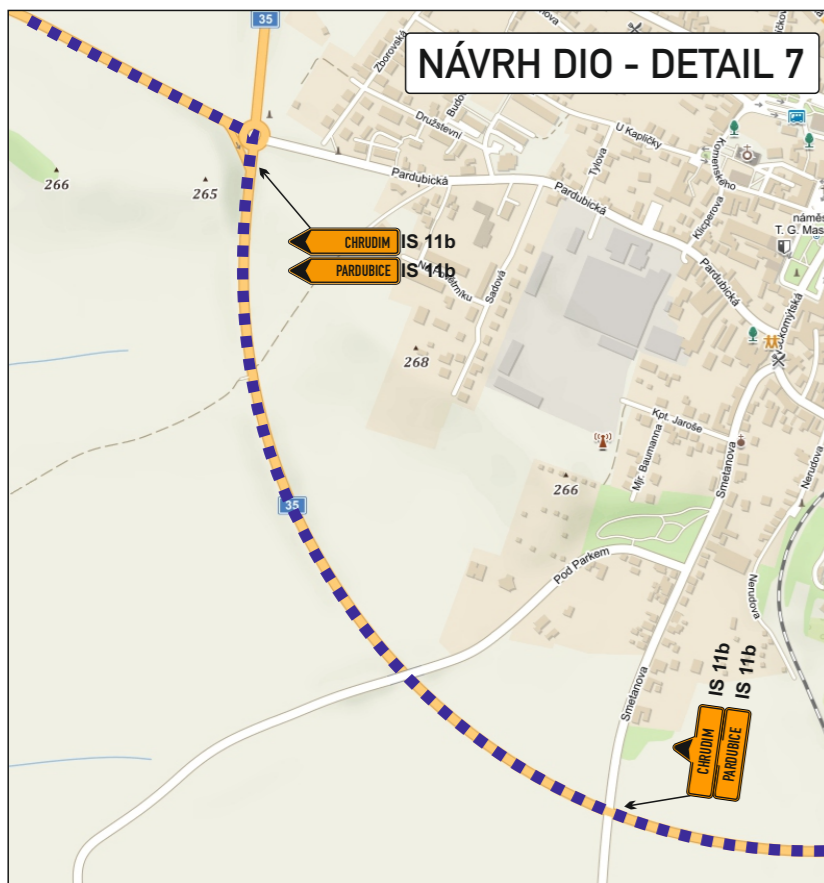 35
NÁVRH DIO - DETAIL 7
Zborovská
Družstevní
U Kapličky
Tylova
Komenského
Klicperova
266
265
Pardubická
Pardubická
Pardubická
náměs
T. G. Mas
CHRUDIM
IS 11b
PARDUBICE
IS 11b
Sadová
268
Kpt. Jaroše
Mjr. Baumanna
Smetanova
Nerudova
266
35
Pod Parkem
Nerudova
Smetanova
IS 11b
IS 11b
CHRUDIM
PARDUBICE